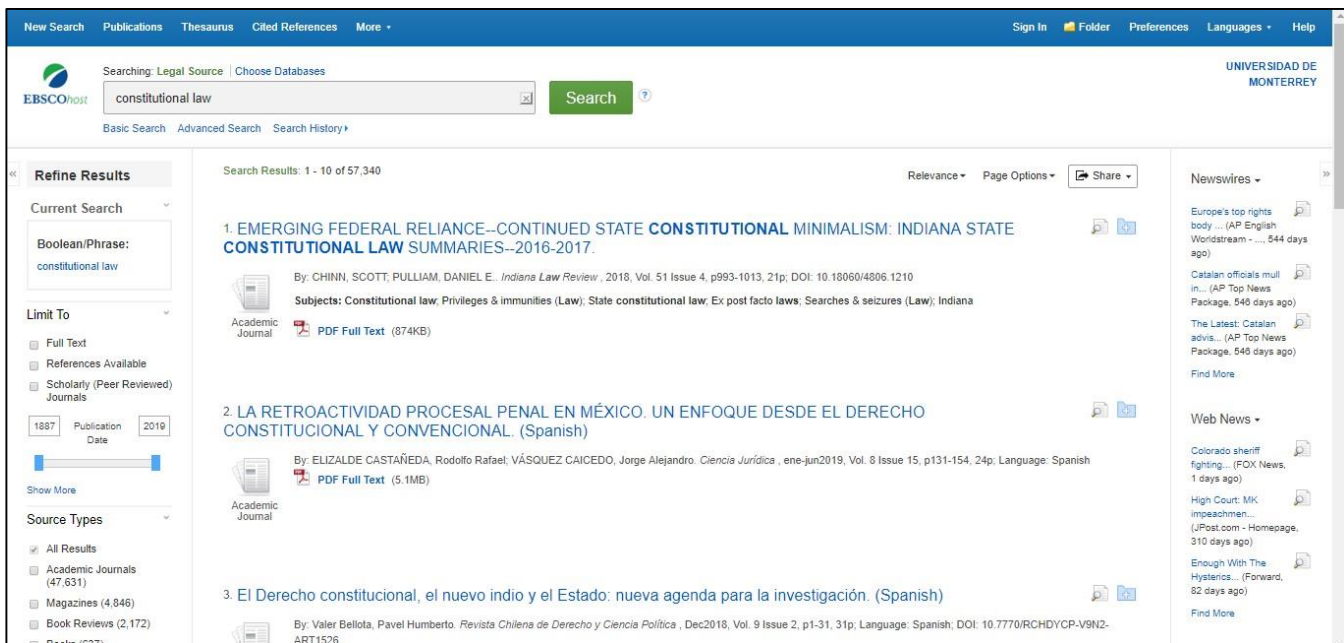 New Search Publications Thesaurus Cited References More
Sign In Folder Preferences Languages Help
EBSCOhost
Searching: Legal Source Choose Databases
constitutional law
Search
?
Basic Search Advanced Search Search History
UNIVERSIDAD DE
MONTERREY
«
Refine Results
Current Search
Boolean/Phrase:
constitutional law
Limit To
Full Text
References Available
Scholarly (Peer Reviewed)
Journals
1887 Publication 2019
Date
Show More
Source Types
All Results
Academic Journals
(47,631)
Magazines (4,846)
Book Reviews (2,172)
Search Results: 1 - 10 of 57,340
Relevance Page Options Share
1. EMERGING FEDERAL RELIANCE--CONTINUED STATE CONSTITUTIONAL MINIMALISM: INDIANA STATE
CONSTITUTIONAL LAW SUMMARIES--2016-2017.
By: CHINN, SCOTT; PULLIAM, DANIEL E.. Indiana Law Review , 2018, Vol. 51 Issue 4, p993-1013, 21p; DOI: 10.18060/4806.1210
Subjects: Constitutional law; Privileges & immunities (Law); State constitutional law; Ex post facto laws; Searches & seizures (Law); Indiana
Academic
Journal
PDF Full Text (874KB)
2. LA RETROACTIVIDAD PROCESAL PENAL EN MÉXICO. UN ENFOQUE DESDE EL DERECHO
CONSTITUCIONAL Y CONVENCIONAL. (Spanish)
By: ELIZALDE CASTAÑEDA, Rodolfo Rafael; VÁSQUEZ CAICEDO, Jorge Alejandro. Ciencia Jurídica , ene-jun2019, Vol. 8 Issue 15, p131-154, 24p; Language: Spanish
PDF Full Text (5.1MB)
Academic
Journal
3. El Derecho constitucional, el nuevo indio y el Estado: nueva agenda para la investigación. (Spanish)
By: Valer Bellota, Pavel Humberto. Revista Chilena de Derecho y Ciencia Política , Dec2018, Vol. 9 Issue 2, p1-31, 31p; Language: Spanish; DOI: 10.7770/RCHDYCP-V9N2-
ART1526
»
Newswires
Europe's top rights
body ... (AP English
Worldstream - ..., 544 days
ago)
Catalan officials mull
in... (AP Top News
Package, 546 days ago)
The Latest: Catalan
advis... (AP Top News
Package, 546 days ago)
Find More
Web News
Colorado sheriff
fighting... (FOX News,
1 days ago)
High Court: MK
impeachmen...
(JPost.com - Homepage,
310 days ago)
Enough With The
Hysterics... (Forward,
82 days ago)
Find More